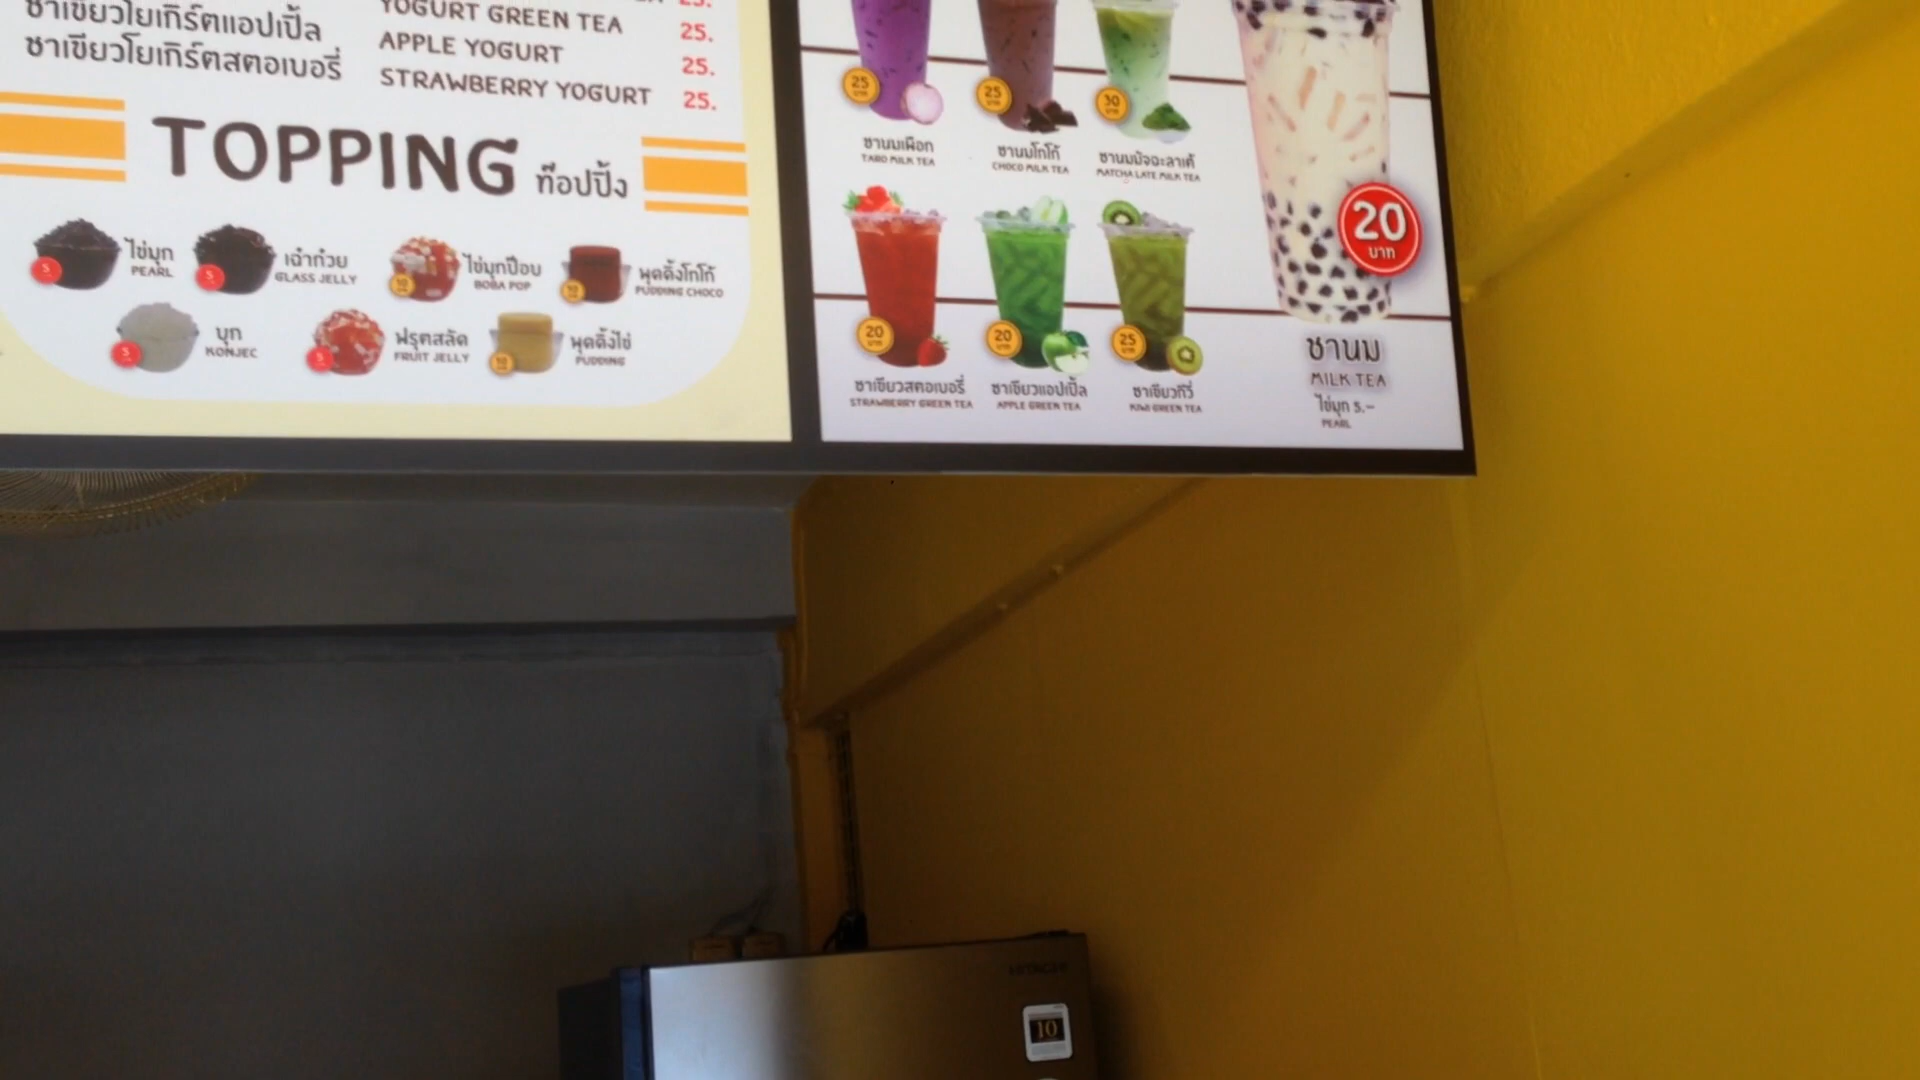 ชาเขียวโยเกิร์ตแอปเปิ้ล
ชาเขียวโยเกิร์ตสตอเบอรี่
25.
YOGURT GREEN TEA 25.
APPLE YOGURT 25.
STRAWBERRY YOGURT 25.
TOPPING ท๊อปปิ้ง
5 ไข่มุก
PEARL
5 เฉ๋าก๋วย
GLASS JELLY
10 ไข่มุกป๊อบ
BOBA POP
10 พุดดิ้งโกโก้
PUDDING CHOCO
5 บุก
KONJEC
5 ฟรุตสลัด
FRUIT JELLY
10 พุดดิ้งไข่
PUDDING
25 บาท
ชานมเผือก
TARO MILK TEA
25 บาท
ชานมโกโก้
CHOCO MILK TEA
30 บาท
ชานมมัจฉะลาเต้
MATCHA LATE MILK TEA
20 บาท
ชาเขียวสตอเบอรี่
STRAWBERRY GREEN TEA
20 บาท
ชาเขียวแอปเปิ้ล
APPLE GREEN TEA
25 บาท
ชาเขียวกีวี่
KIWI GREEN TEA
20
บาท
ชานม
MILK TEA
ไข่มุก 5.-
PEARL
HITACHI
10